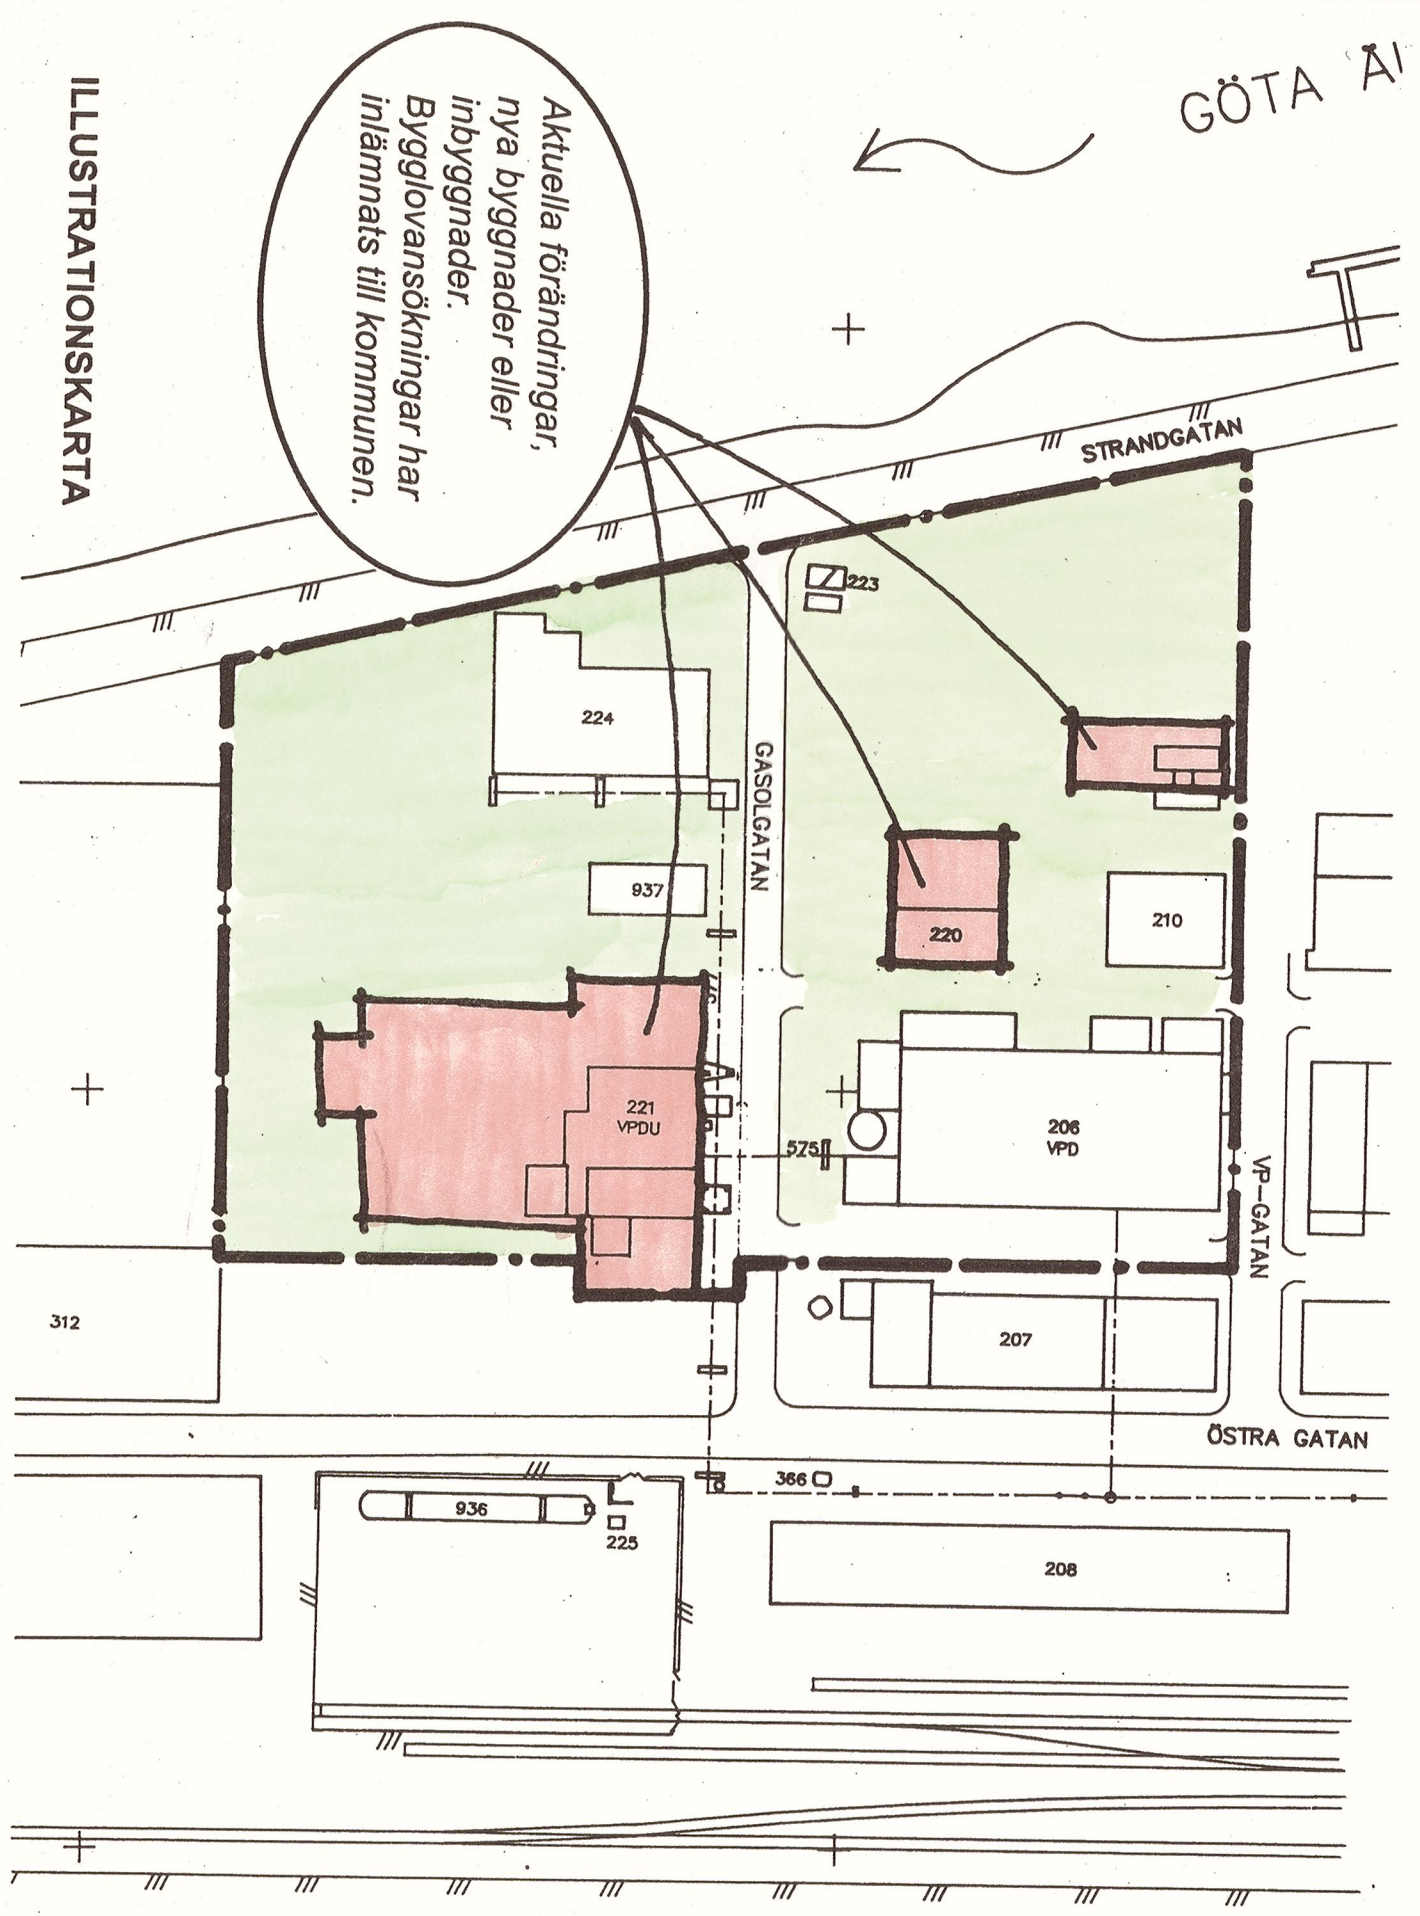 ILLUSTRATIONSKARTA
Aktuella förändringar,
nya byggnader eller
inbyggnader.
Bygglovansökningar har
inlämnats till kommunen.
GÖTA
STRANDGATAN
223
224
GASOLGATAN
937
220
210
221
VPDU
575
206
VPD
VP-GATAN
312
207
ÖSTRA GATAN
366
936
225
208